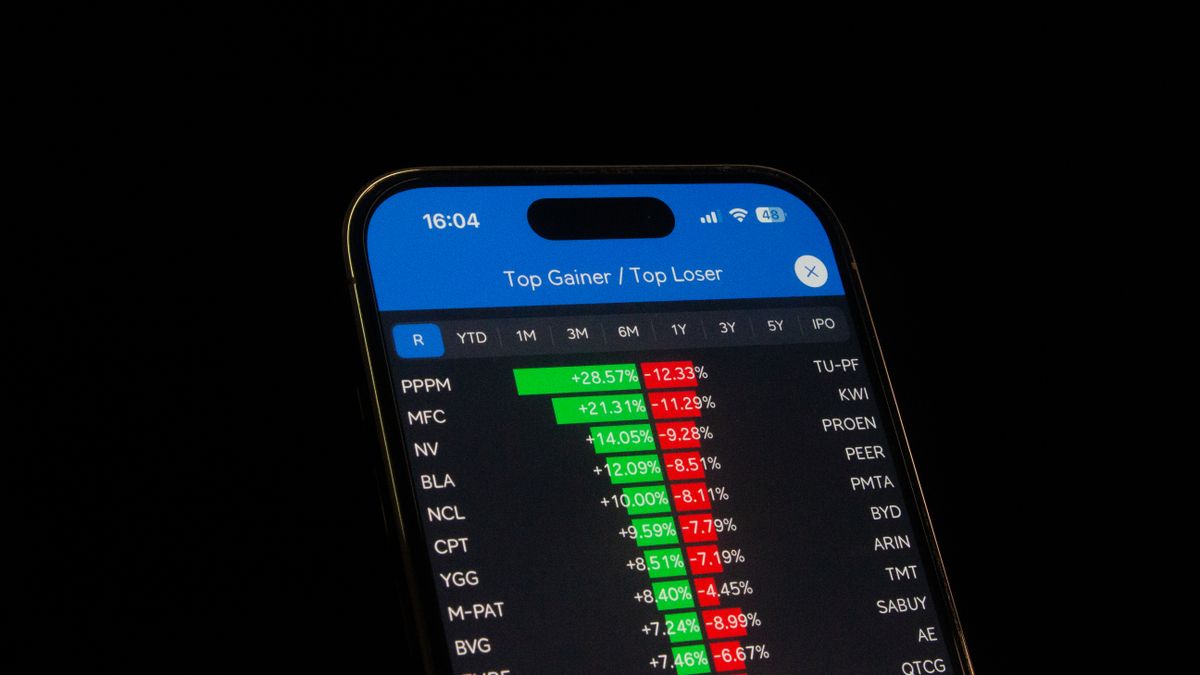 16:04 48
Top Gainer / Top Loser
R YTD 1M 3M 6M 1Y 3Y 5Y IPO
PPPM +28.57% -12.33% TU-PF
MFC +21.31% -11.29% KWI
NV +14.05% -9.28% PROEN
BLA +12.09% -8.51% PEER
NCL +10.00% -8.11% PMTA
CPT +9.59% -7.79% BYD
YGG +8.51% -7.19% ARIN
M-PAT +8.40% -4.45% TMT
BVG +7.24% -8.99% SABUY
+7.46% -6.67% AE
QTCG